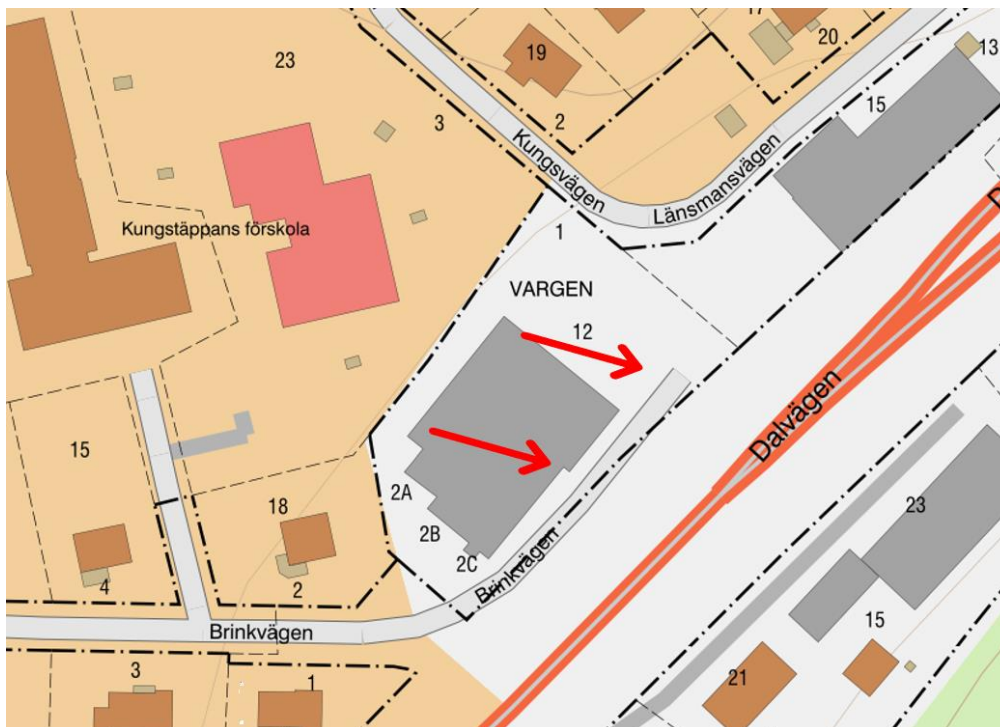 17
20
13
19
23
15
3
2
Kungsvägen
Länsmansvägen
Kungstäppans förskola
1
VARGEN
12
Dalvägen
15
2A
18
23
2B
2C
Brinkvägen
4
2
Brinkvägen
15
3
1
21